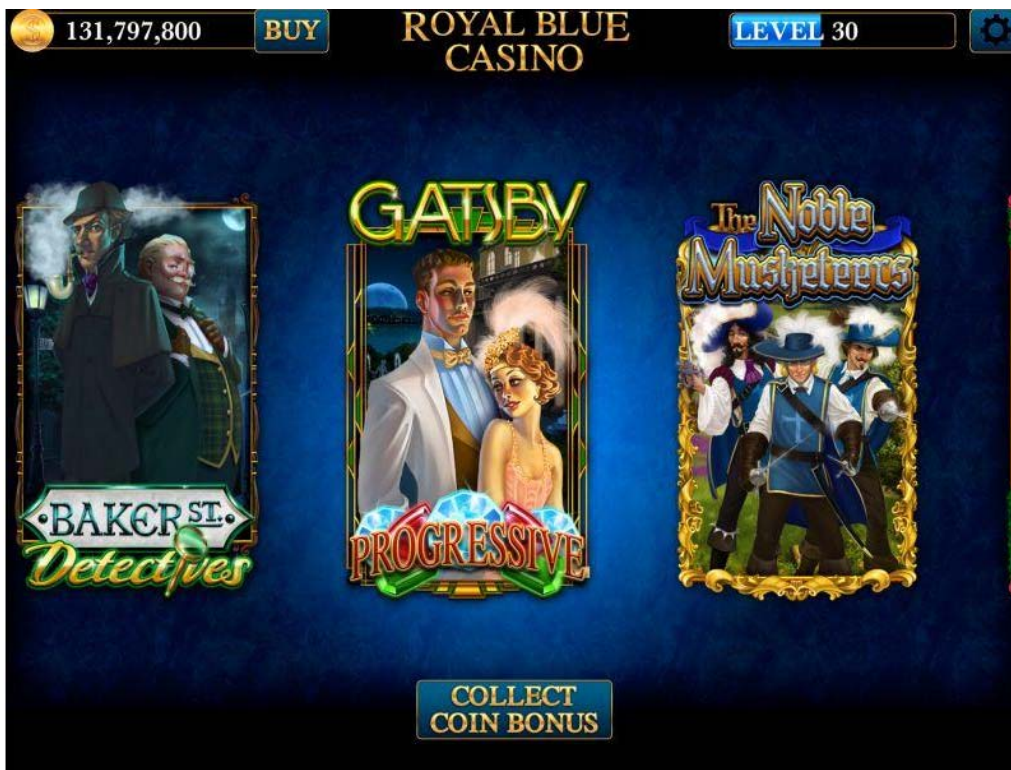 131,797,800
BUY
ROYAL BLUE
CASINO
LEVEL 30
BAKER ST.
Detectives
GATSBY
PROGRESSIVE
The Noble
Musketeers
COLLECT
COIN BONUS